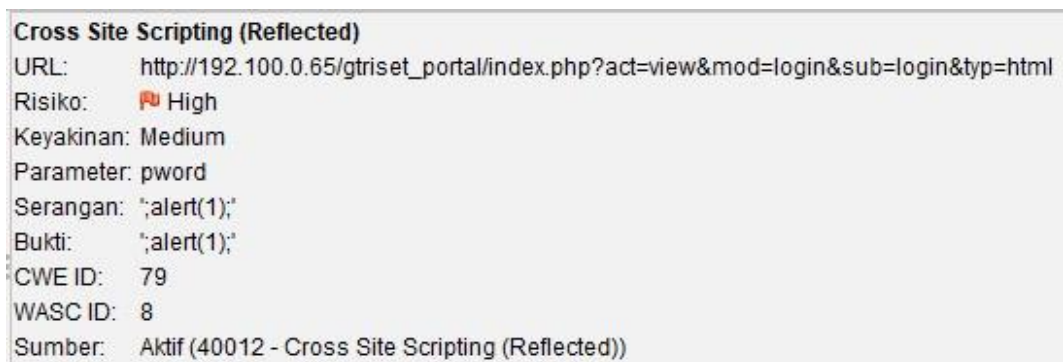 Cross Site Scripting (Reflected)
URL: http://192.100.0.65/gtriset_portal/index.php?act=view&mod=login&sub=login&typ=html
Risiko: High
Keyakinan: Medium
Parameter: pword
Serangan: ';alert(1);'
Bukti: ';alert(1);'
CWE ID: 79
WASC ID: 8
Sumber: Aktif (40012 - Cross Site Scripting (Reflected))